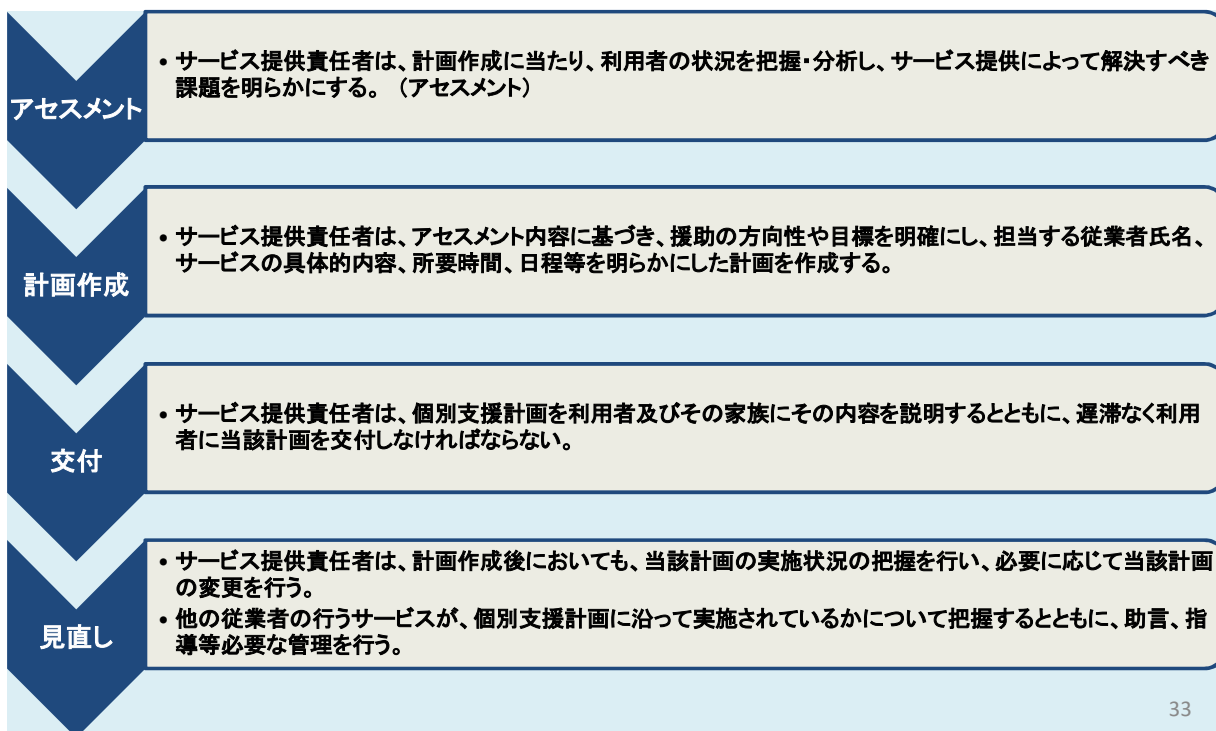 アセスメント
• サービス提供責任者は、計画作成に当たり、利用者の状況を把握・分析し、サービス提供によって解決すべき
課題を明らかにする。（アセスメント）
計画作成
• サービス提供責任者は、アセスメント内容に基づき、援助の方向性や目標を明確にし、担当する従業者氏名、
サービスの具体的内容、所要時間、日程等を明らかにした計画を作成する。
交付
• サービス提供責任者は、個別支援計画を利用者及びその家族にその内容を説明するとともに、遅滞なく利用
者に当該計画を交付しなければならない。
見直し
• サービス提供責任者は、計画作成後においても、当該計画の実施状況の把握を行い、必要に応じて当該計画
の変更を行う。
• 他の従業者の行うサービスが、個別支援計画に沿って実施されているかについて把握するとともに、助言、指
導等必要な管理を行う。
33